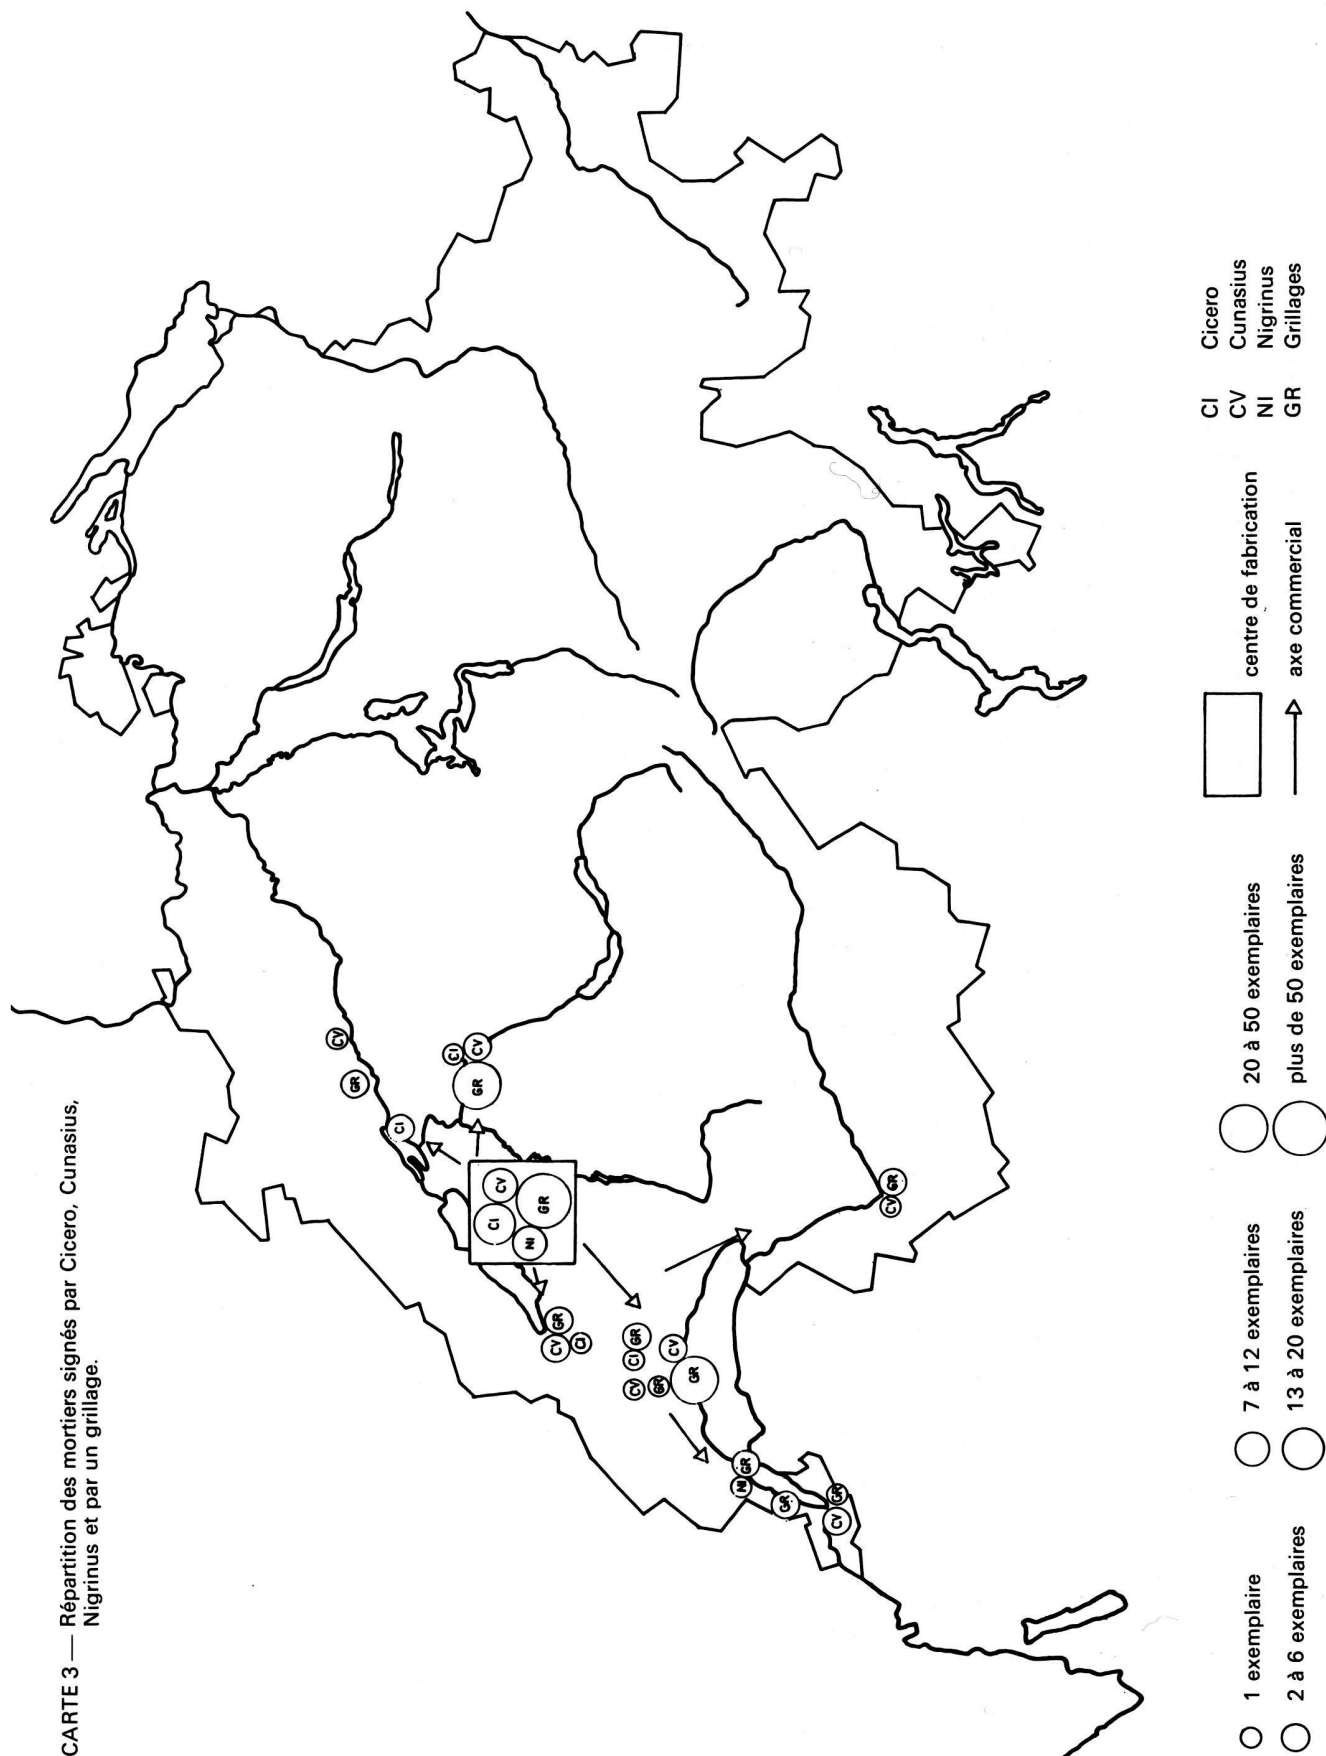 CARTE 3 — Répartition des mortiers signés par Cicero, Cunasius,
Nigrinus et par un grillage.
CV
GR
CI
CI
CV
GR
CI
CV
NI
GR
CV
GR
CI
CV
CI
GR
GR
CV
GR
CV
GR
NI
GR
GR
CV
GR
1 exemplaire
2 à 6 exemplaires
7 à 12 exemplaires
13 à 20 exemplaires
20 à 50 exemplaires
plus de 50 exemplaires
centre de fabrication
axe commercial
CI Cicero
CV Cunasius
NI Nigrinus
GR Grillages